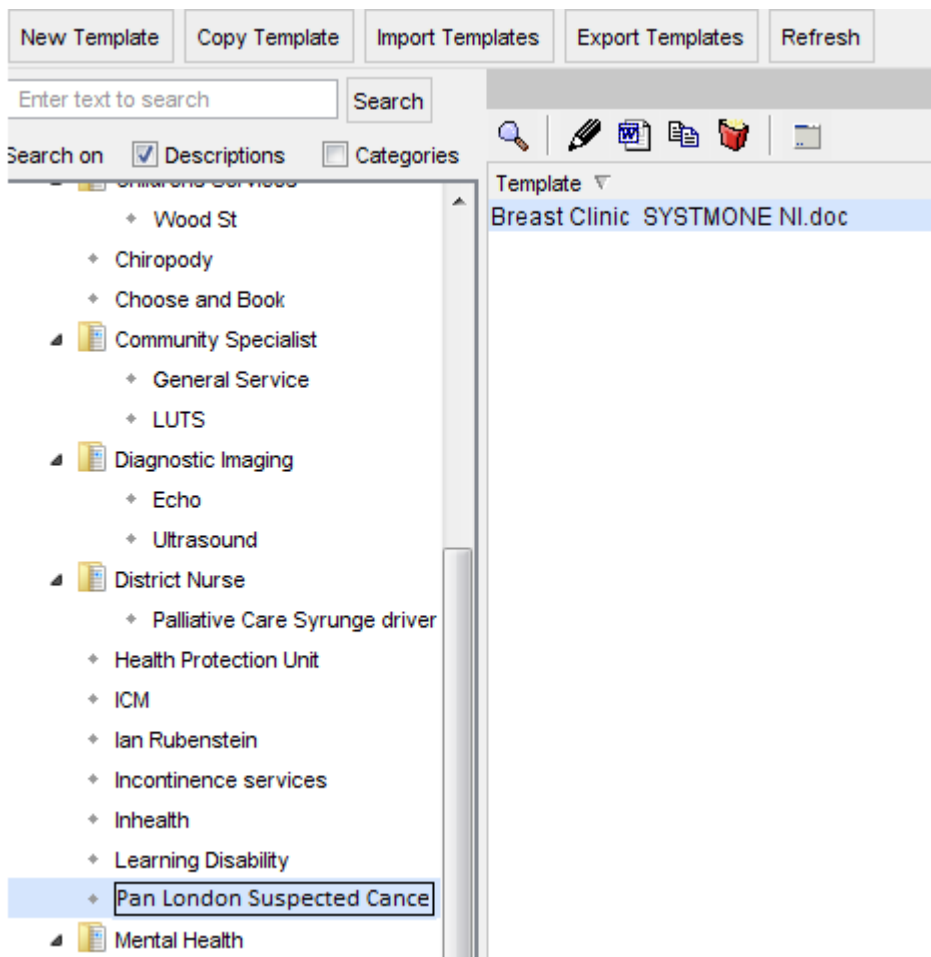 New Template Copy Template Import Templates Export Templates Refresh
Enter text to search Search
Search on Descriptions Categories
Childrens Services
Wood St
Chiropody
Choose and Book
Community Specialist
General Service
LUTS
Diagnostic Imaging
Echo
Ultrasound
District Nurse
Palliative Care Syrunge driver
Health Protection Unit
ICM
Ian Rubenstein
Incontinence services
Inhealth
Learning Disability
Pan London Suspected Cance
Mental Health
Template
Breast Clinic SYSTMONE NI.doc